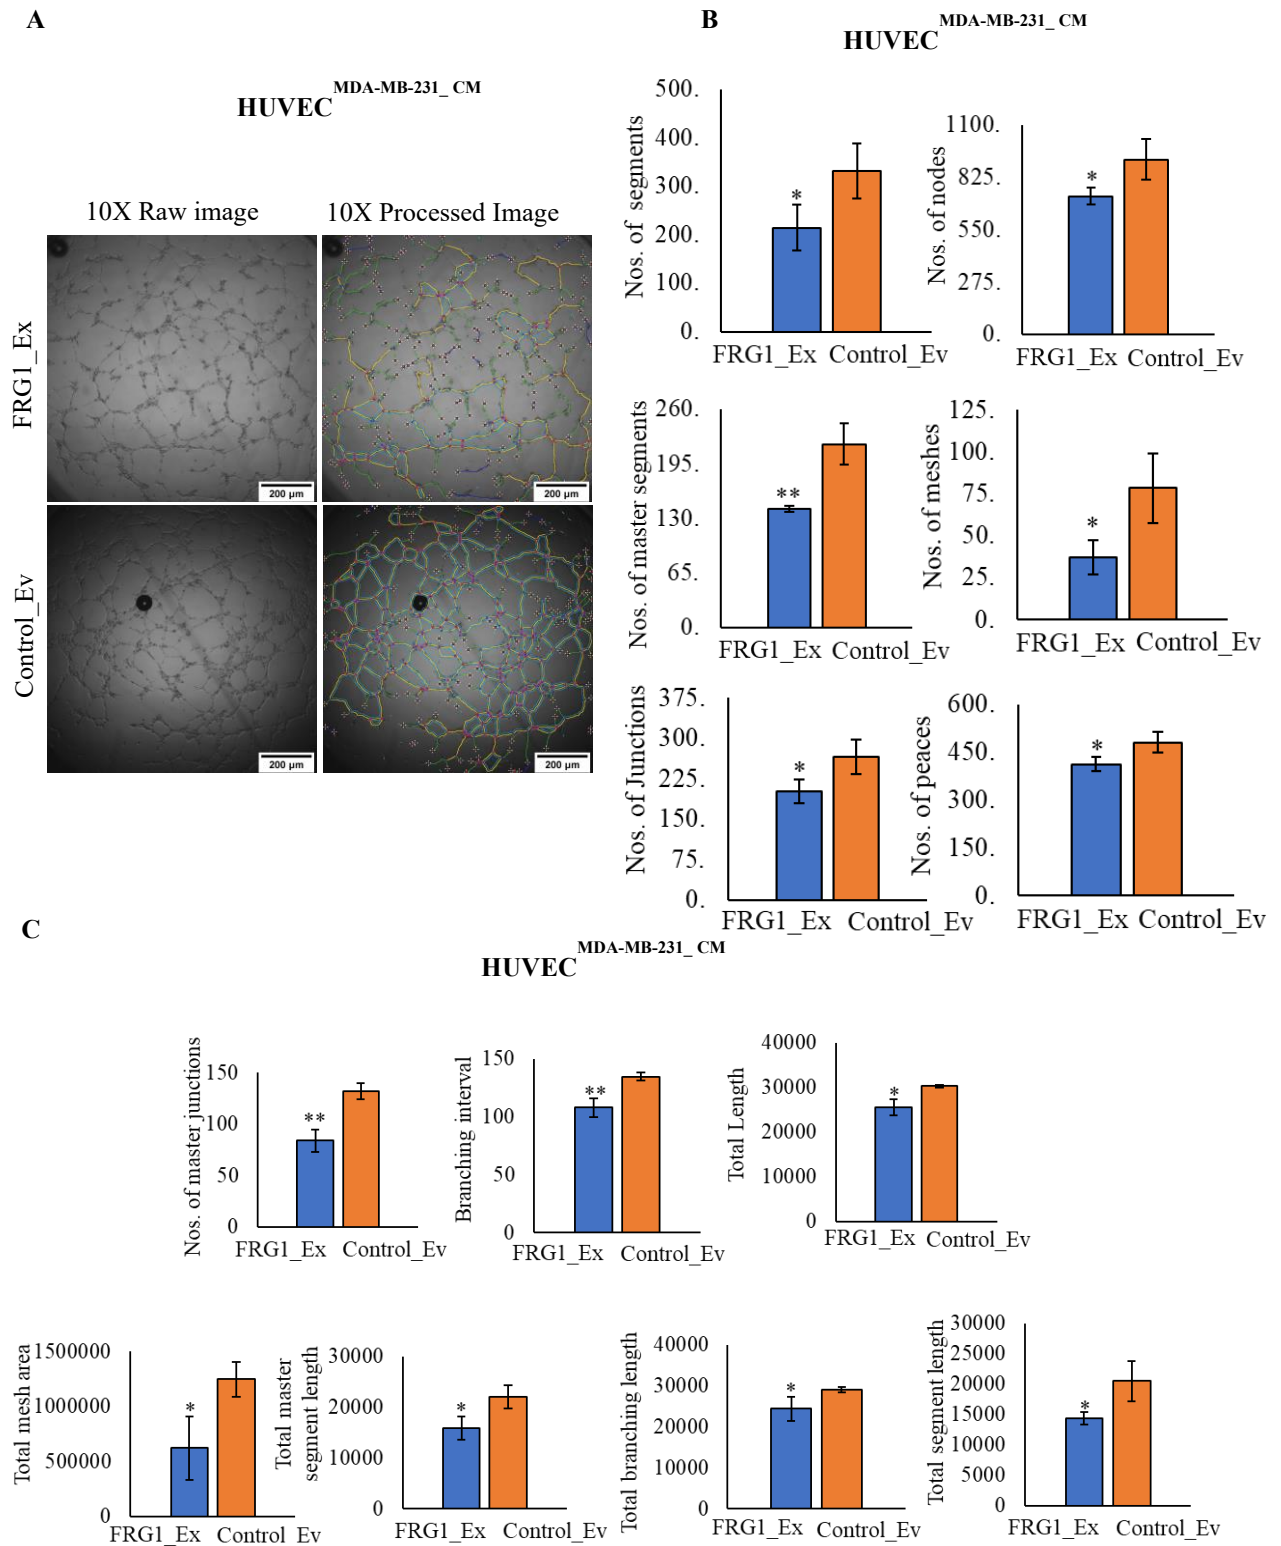 A
HUVEC MDA-MB-231_ CM
10X Raw image
10X Processed Image
FRG1_Ex
200 µm
200 µm
Control_Ev
200 µm
200 µm
B
HUVEC MDA-MB-231_ CM
Nos. of segments
500.
400.
300.
200.
100.
0.
*
FRG1_Ex Control_Ev
Nos. of nodes
1100.
825.
550.
275.
0.
*
FRG1_Ex Control_Ev
Nos. of master segments
260.
195.
130.
65.
0.
**
FRG1_Ex Control_Ev
Nos. of meshes
125.
100.
75.
50.
25.
0.
*
FRG1_Ex Control_Ev
Nos. of Junctions
375.
300.
225.
150.
75.
0.
*
FRG1_Ex Control_Ev
Nos. of peaces
600.
450.
300.
150.
0.
*
FRG1_Ex Control_Ev
C
HUVEC MDA-MB-231_ CM
Nos. of master junctions
150
100
50
0
**
FRG1_Ex Control_Ev
Branching interval
150
100
50
0
**
FRG1_Ex Control_Ev
Total Length
40000
30000
20000
10000
0
*
FRG1_Ex Control_Ev
Total mesh area
1500000
1000000
500000
0
*
FRG1_Ex Control_Ev
Total master
segment length
30000
20000
10000
0
*
FRG1_Ex Control_Ev
Total branching length
40000
30000
20000
10000
0
*
FRG1_Ex Control_Ev
Total segment length
30000
25000
20000
15000
10000
5000
0
*
FRG1_Ex Control_Ev